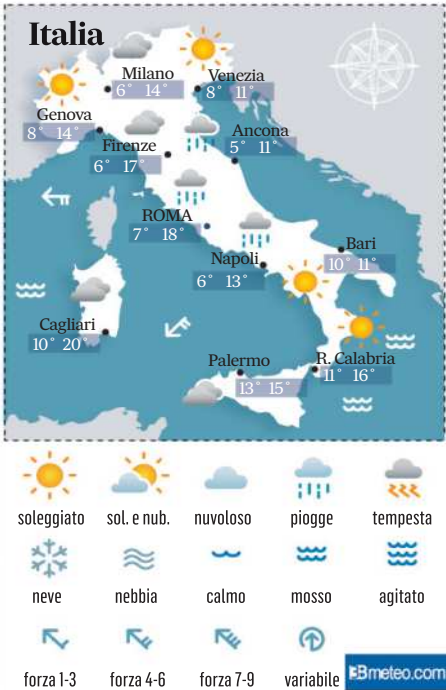 Italia
Milano
6° 14°
Venezia
8° 11°
Genova
8° 14°
Ancona
5° 11°
Firenze
6° 17°
ROMA
7° 18°
Bari
10° 11°
Napoli
6° 13°
Cagliari
10° 20°
Palermo
13° 15°
R. Calabria
11° 16°
soleggiato sol. e nub. nuvoloso piogge tempesta
neve nebbia calmo mosso agitato
forza 1-3 forza 4-6 forza 7-9 variabile
3Bmeteo.com